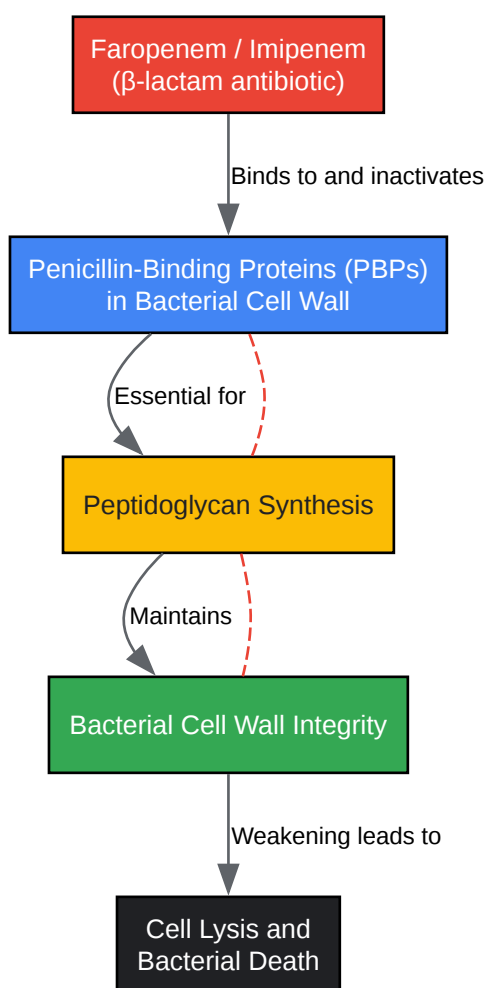 Faropenem / Imipenem
(β-lactam antibiotic)
Binds to and inactivates
Penicillin-Binding Proteins (PBPs)
in Bacterial Cell Wall
Essential for
Peptidoglycan Synthesis
Maintains
Bacterial Cell Wall Integrity
Weakening leads to
Cell Lysis and
Bacterial Death